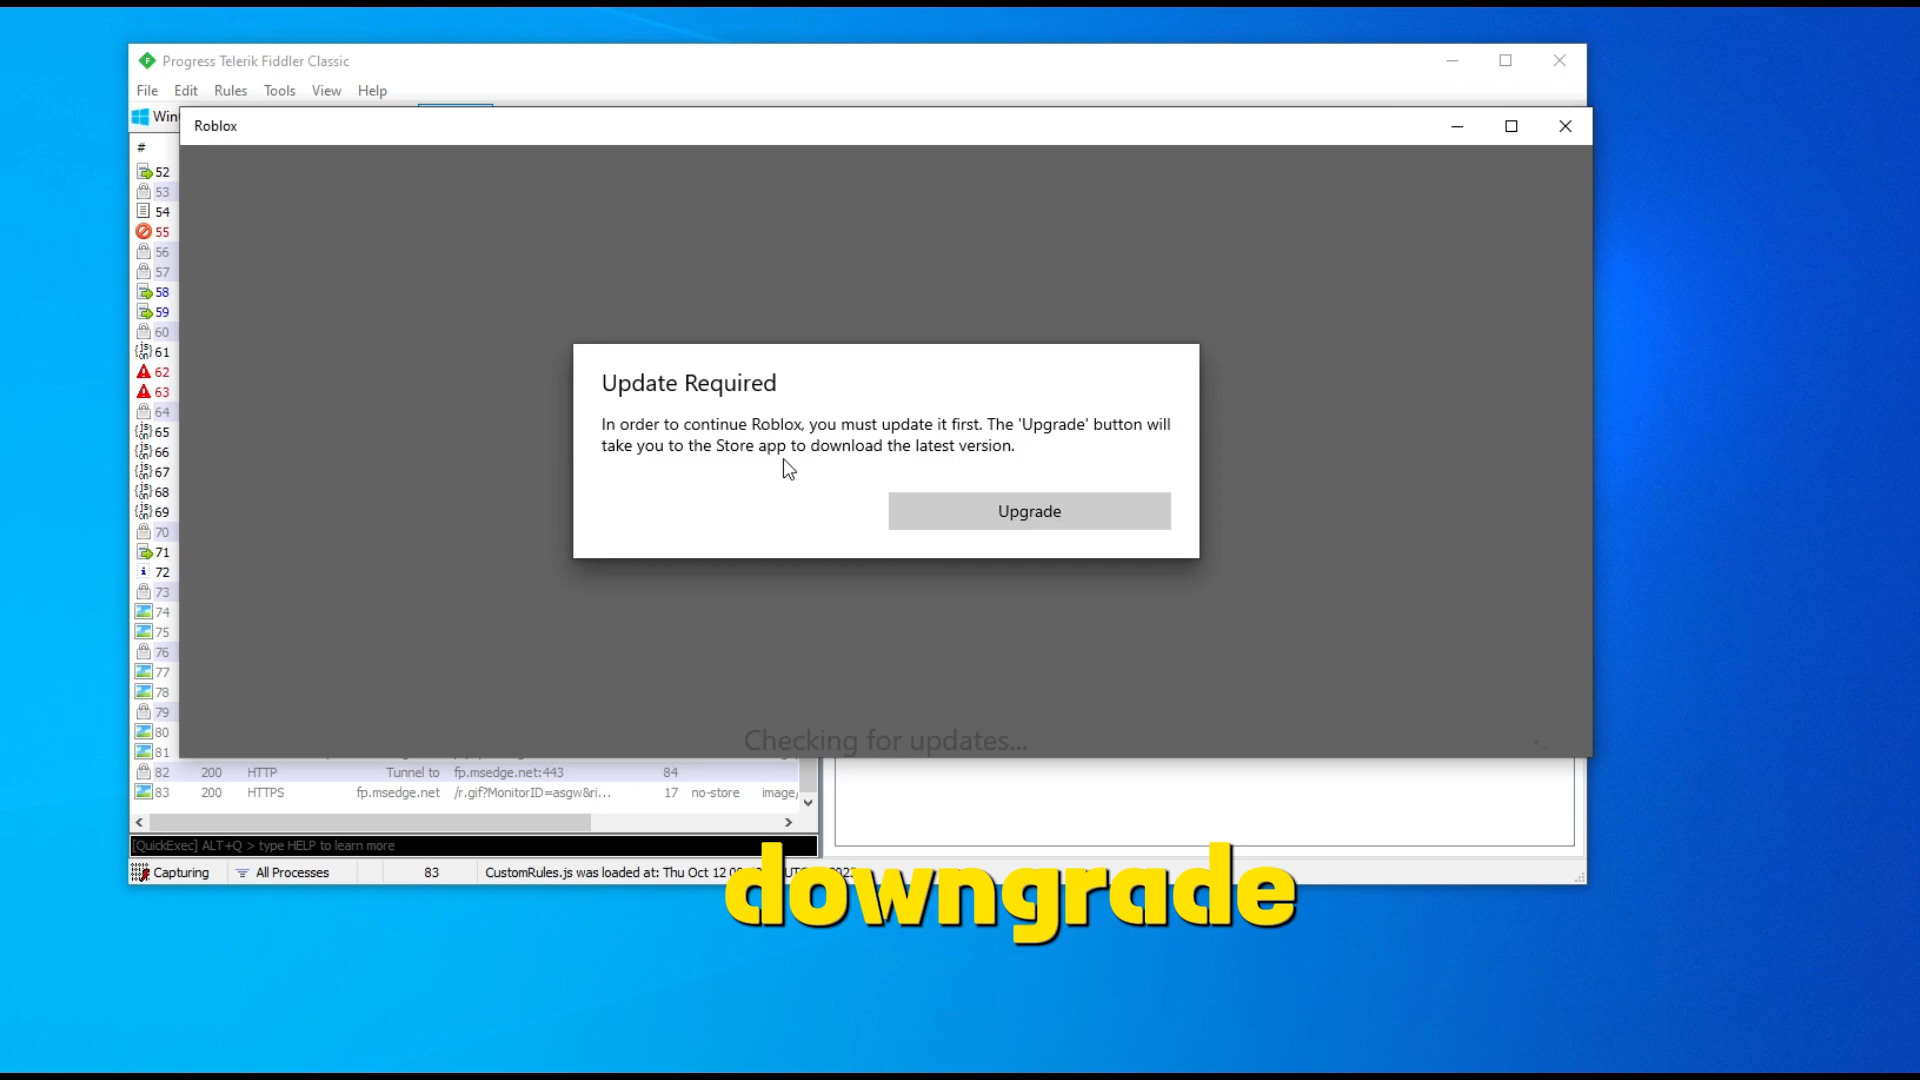 Progress Telerik Fiddler Classic
File Edit Rules Tools View Help
Win
Roblox
#
52
53
54
55
56
57
58
59
60
61
62
63
64
65
66
67
68
69
70
71
72
73
74
75
76
77
78
79
80
81
Update Required
In order to continue Roblox, you must update it first. The 'Upgrade' button will
take you to the Store app to download the latest version.
Upgrade
Checking for updates...
82 200 HTTP Tunnel to fp.msedge.net:443 84
83 200 HTTPS fp.msedge.net /r.gif?MonitorID=asgw&ri... 17 no-store image/
[QuickExec] ALT+Q > type HELP to learn more
Capturing All Processes 83 CustomRules.js was loaded at: Thu Oct 12
downgrade